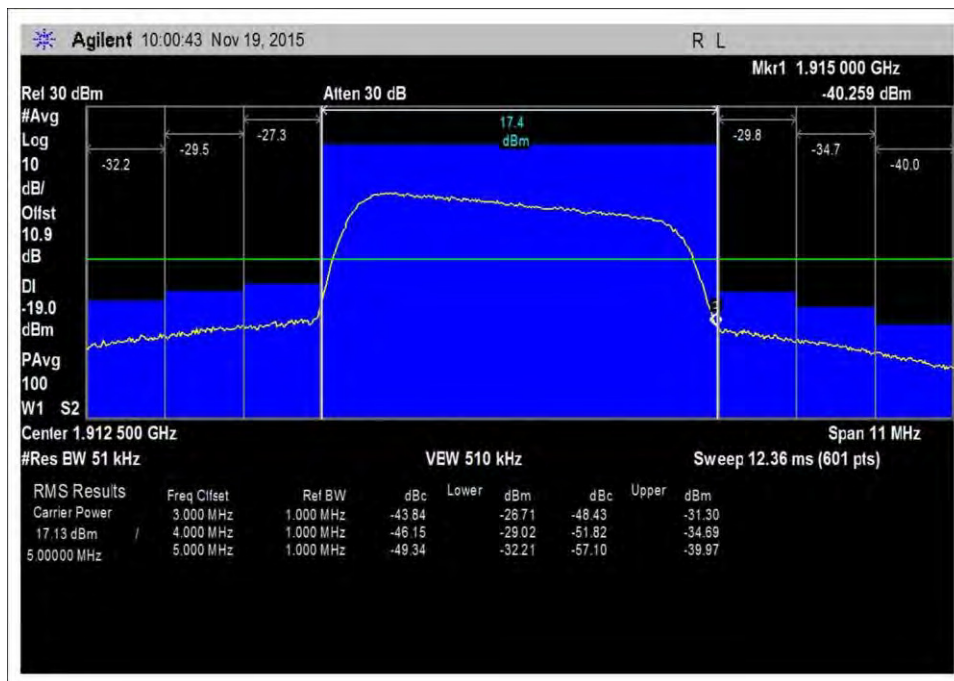 Agilent 10:00:43 Nov 19, 2015 R L
Mkr1 1.915 000 GHz
Ref 30 dBm Atten 30 dB -40.259 dBm
#Avg
Log
10
dB/
Offst
10.9
dB
DI
-19.0
dBm
PAvg
100
W1 S2
-32.2 -29.5 -27.3 17.4 dBm -29.8 -34.7 -40.0
Center 1.912 500 GHz Span 11 MHz
#Res BW 51 kHz VBW 510 kHz Sweep 12.36 ms (601 pts)
RMS Results Freq Offset Ref BW dBc Lower dBm dBc Upper dBm
Carrier Power 3.000 MHz 1.000 MHz -43.84 -26.71 -48.43 -31.30
17.13 dBm / 4.000 MHz 1.000 MHz -46.15 -29.02 -51.82 -34.69
5.00000 MHz 5.000 MHz 1.000 MHz -49.34 -32.21 -57.10 -39.97